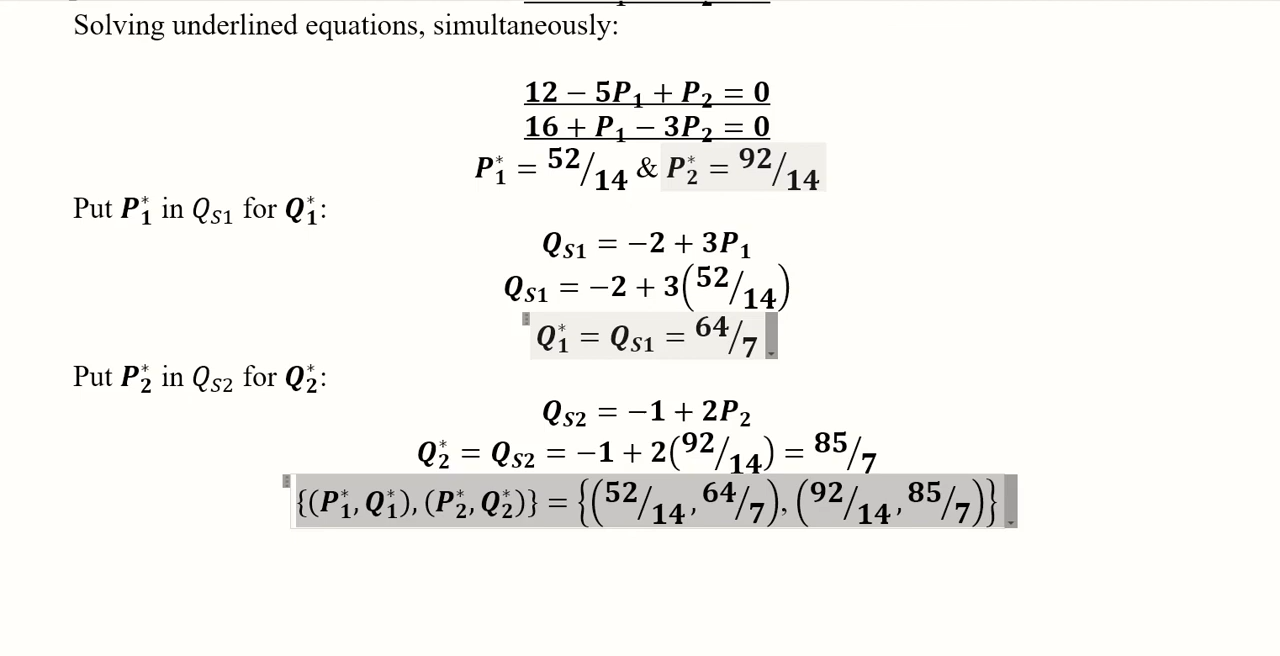 Solving underlined equations, simultaneously:
12 − 5P₁ + P₂ = 0
16 + P₁ − 3P₂ = 0
P₁* = 52/14 & P₂* = 92/14
Put P₁* in Q_S1 for Q₁*:
Q_S1 = −2 + 3P₁
Q_S1 = −2 + 3(52/14)
Q₁* = Q_S1 = 64/7
Put P₂* in Q_S2 for Q₂*:
Q_S2 = −1 + 2P₂
Q₂* = Q_S2 = −1 + 2(92/14) = 85/7
{(P₁*, Q₁*), (P₂*, Q₂*)} = {(52/14, 64/7), (92/14, 85/7)}